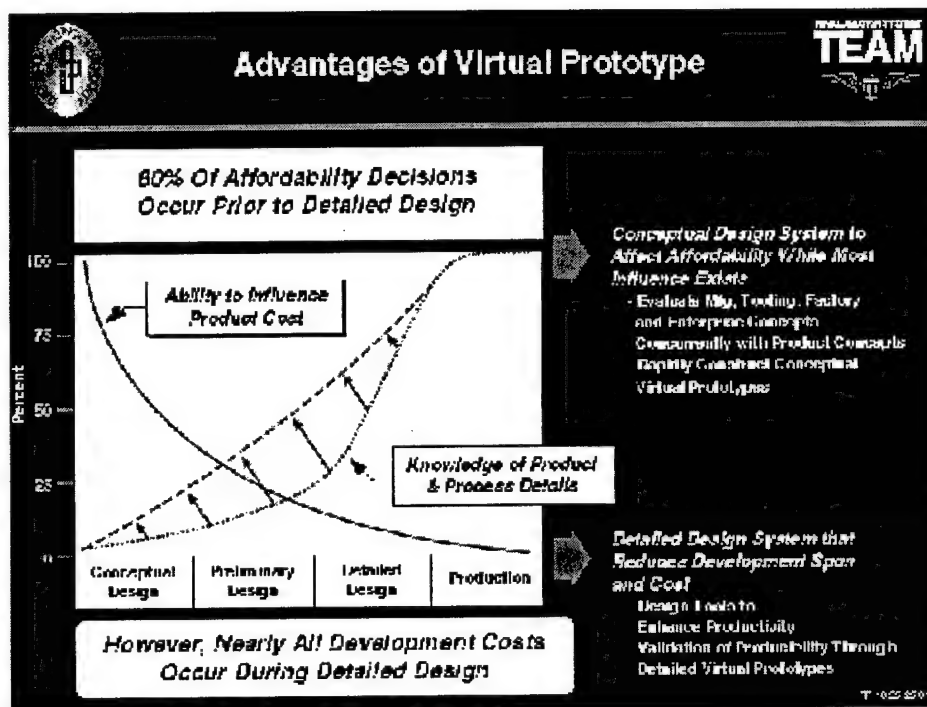 TEAM
Advantages of Virtual Prototype
80% Of Affordability Decisions
Occur Prior to Detailed Design
Ability to Influence
Product Cost
Knowledge of Product
& Process Details
Percent
100
75
50
25
0
Conceptual
Design
Preliminary
Design
Detailed
Design
Production
However, Nearly All Development Costs
Occur During Detailed Design
Conceptual Design System to
Affect Affordability While Most
Influence Exists
- Evaluate Mfg, Tooling, Factory
and Enterprise Concepts
Concurrently with Product Concepts
Rapidly Construct Conceptual
Virtual Prototypes
Detailed Design System that
Reduces Development Span
and Cost
Design Tools to
Enhance Productivity
Validation of Producibility Through
Detailed Virtual Prototypes